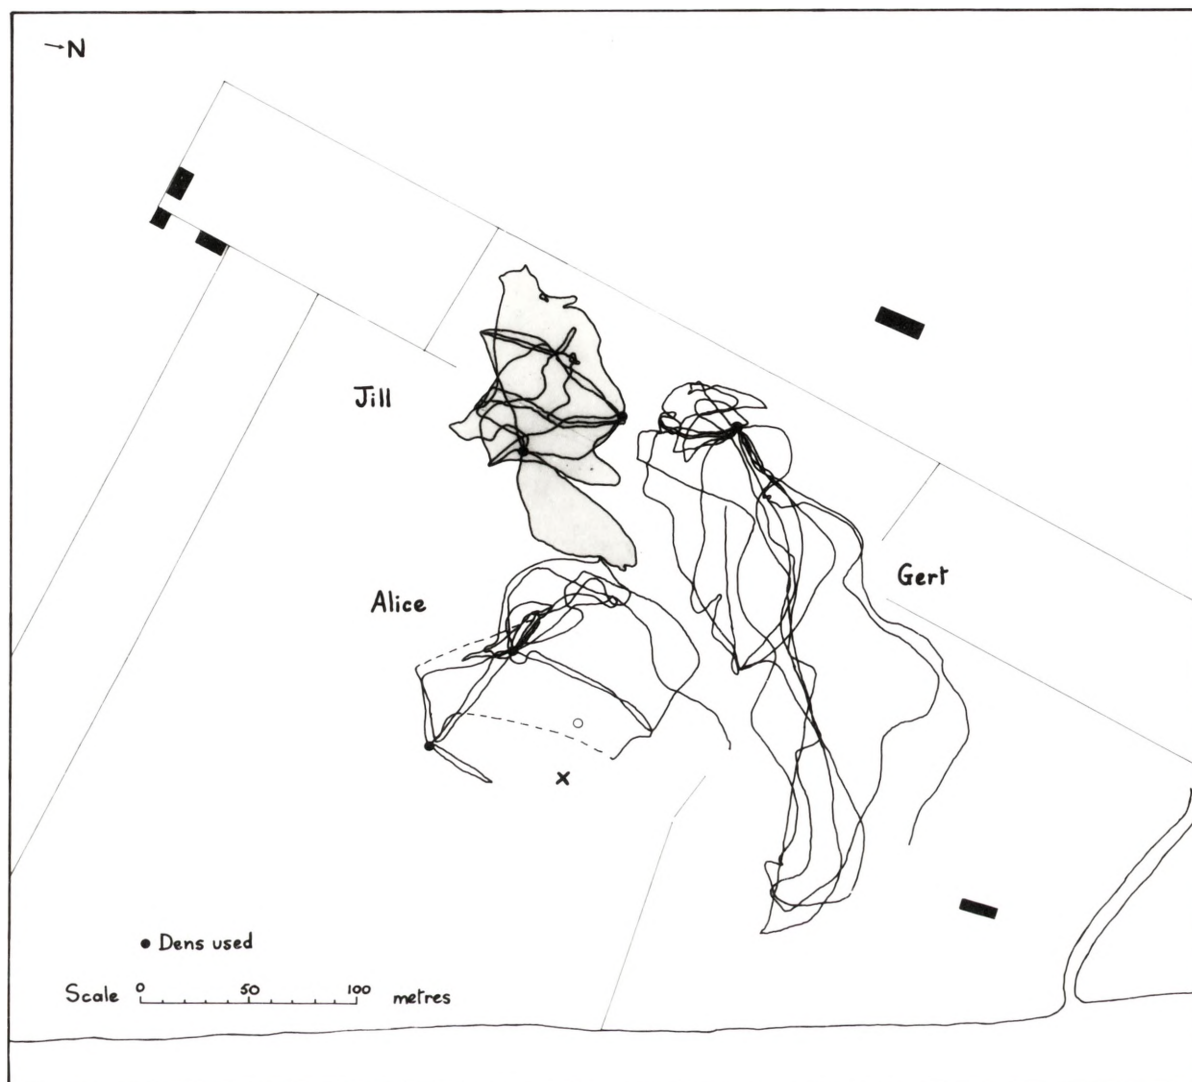 →N
Jill
Gert
Alice
x
● Dens used
Scale 0 50 100 metres